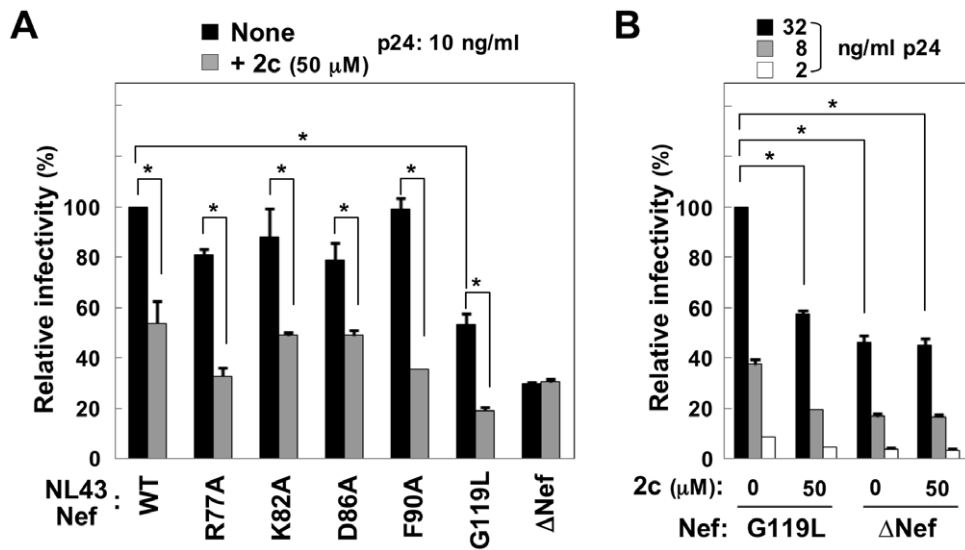 A
None
+ 2c (50 μM)
p24: 10 ng/ml
Relative infectivity (%)
100
80
60
40
20
0
*
*
*
*
*
*
*
NL43
Nef
:
WT
R77A
K82A
D86A
F90A
G119L
ΔNef
B
32
8
2
ng/ml p24
Relative infectivity (%)
100
80
60
40
20
0
*
*
*
2c (μM): 0 50 0 50
Nef: G119L ΔNef